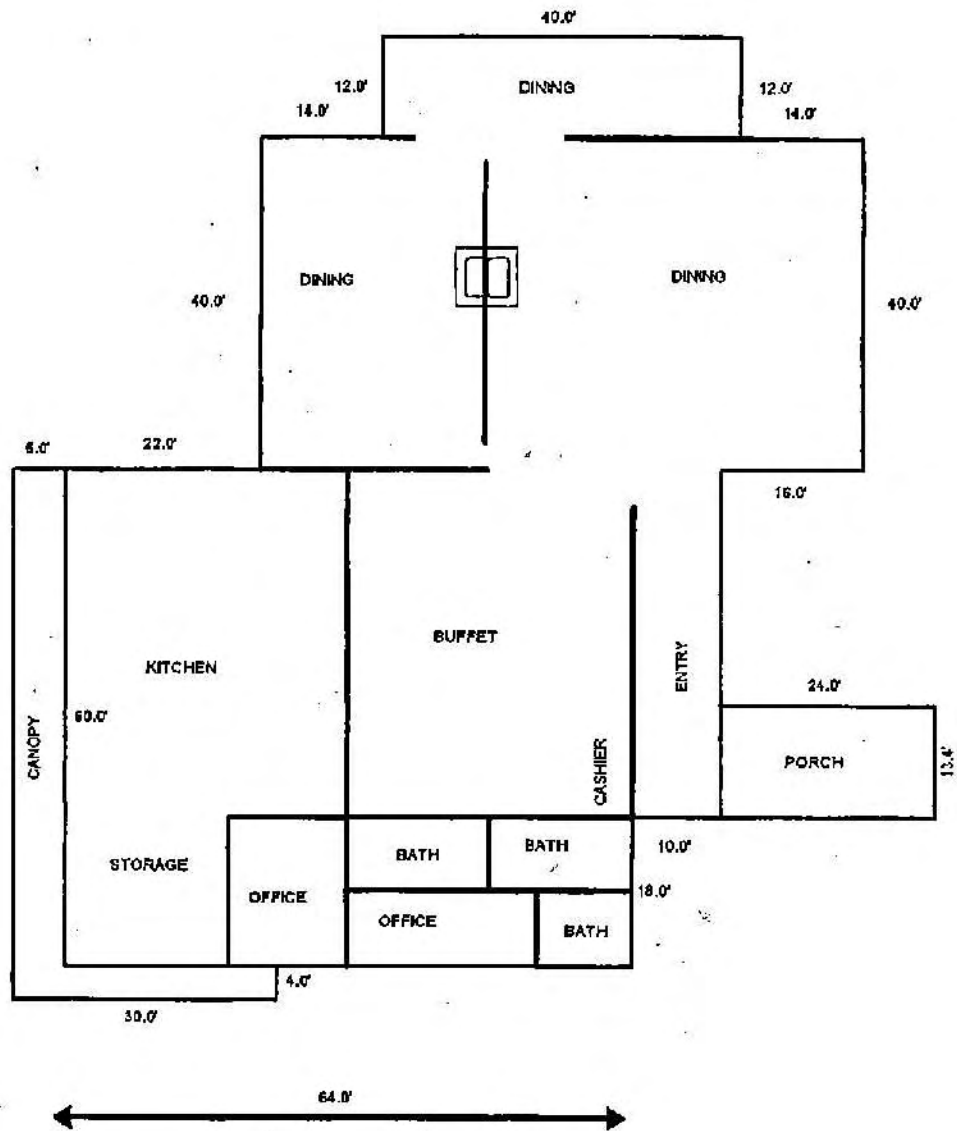 40.0'
12.0'
DINING
12.0'
14.0'
14.0'
DINING
DINING
40.0'
40.0'
6.0'
22.0'
16.0'
BUFFET
KITCHEN
ENTRY
24.0'
60.0'
CANOPY
CASHIER
PORCH
13.4'
BATH
BATH
10.0'
STORAGE
OFFICE
18.0'
OFFICE
BATH
4.0'
30.0'
64.0'